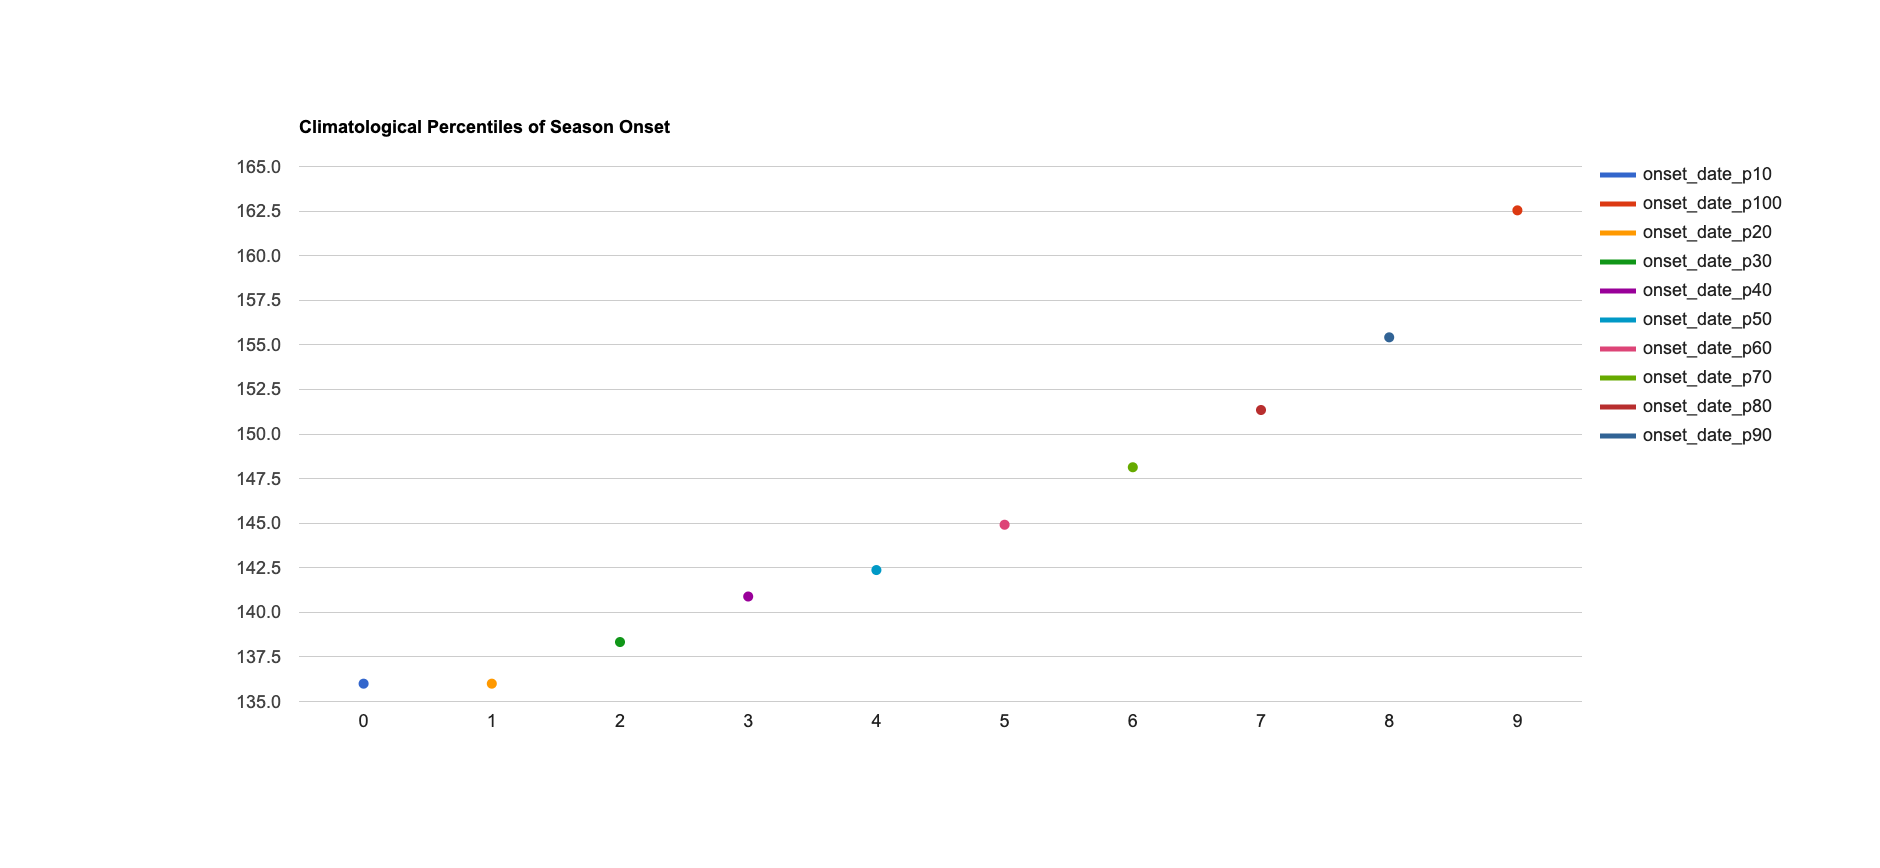 Climatological Percentiles of Season Onset
165.0
162.5
160.0
157.5
155.0
152.5
150.0
147.5
145.0
142.5
140.0
137.5
135.0
0 1 2 3 4 5 6 7 8 9
onset_date_p10
onset_date_p100
onset_date_p20
onset_date_p30
onset_date_p40
onset_date_p50
onset_date_p60
onset_date_p70
onset_date_p80
onset_date_p90